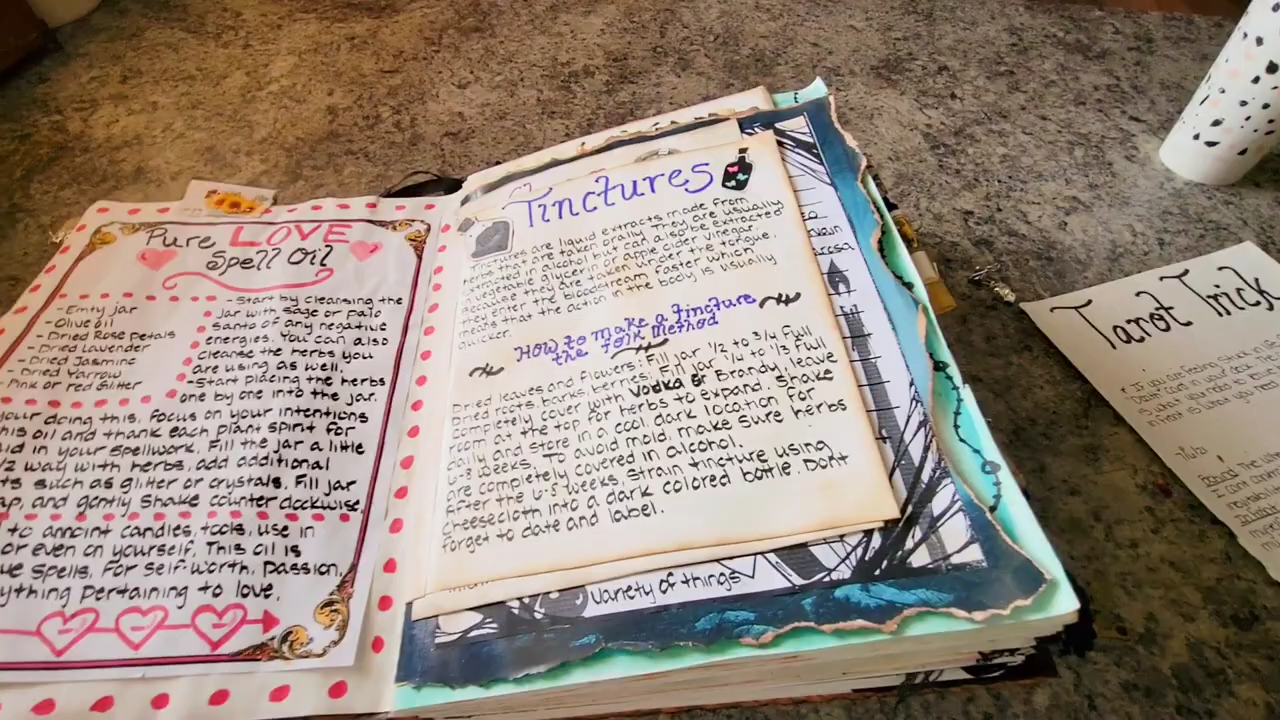 Pure LOVE
Spell Oil
- Emty jar
- Olive oil
- Dried Rose petals
- Dried Lavender
- Dried Jasmine
- Dried Yarrow
- Pink or red Glitter
- Start by cleansing the
jar with sage or palo
santo of any negative
energies. You can also
cleanse the herbs you
are using as well.
- Start placing the herbs
one by one into the jar.
your doing this, focus on your intentions
his oil and thank each plant spirit for
id in your spellwork. Fill the jar a little
1/2 way with herbs, add additional
ts such as glitter or crystals. Fill jar
ap, and gently shake counter clockwise.
to annoint candles, tools, use in
or even on yourself. This oil is
ve spells, for self-worth, passion,
ything pertaining to love.
Tinctures
Tinctures are liquid extracts made from
herbs that are taken orally. They are usually
extracted in alcohol but can also be extracted
in vegetable glycerin or apple cider vinegar.
Because they are taken under the tongue,
they enter the bloodstream faster which
means that the action in the body is usually
quicker.
How to make a tincture
the folk method
Dried leaves and flowers: Fill jar 1/2 to 3/4 full
Dried roots, barks, berries: Fill jar 1/4 to 1/3 full
completely cover with Vodka or Brandy, leave
room at the top for herbs to expand. Shake
daily and store in a cool, dark location for
6-8 weeks. To avoid mold, make sure herbs
are completely covered in alcohol.
After the 6-8 weeks, strain tincture using
cheesecloth into a dark colored bottle. Dont
forget to date and label.
variety of things
Tarot Trick